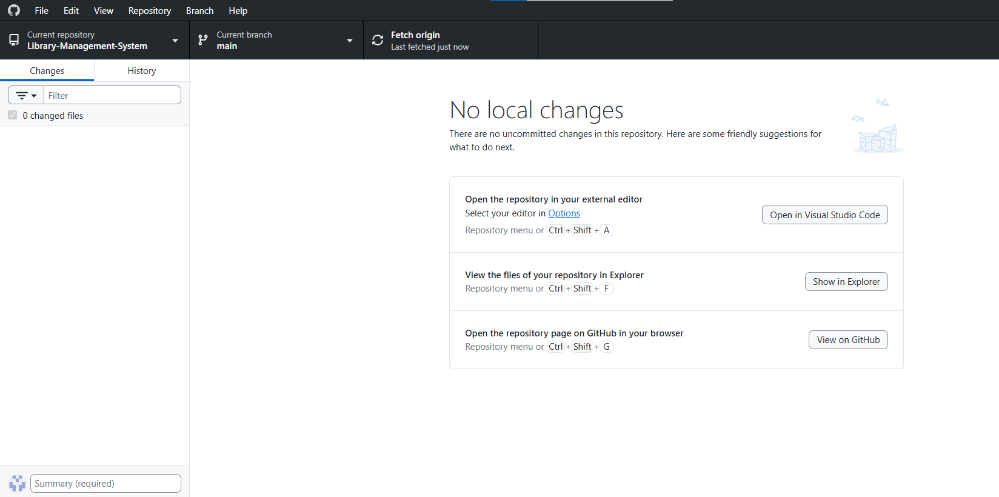 File Edit View Repository Branch Help
Current repository
Library-Management-System
Current branch
main
Fetch origin
Last fetched just now
Changes
History
Filter
0 changed files
No local changes
There are no uncommitted changes in this repository. Here are some friendly suggestions for
what to do next.
Open the repository in your external editor
Select your editor in Options
Repository menu or Ctrl + Shift + A
Open in Visual Studio Code
View the files of your repository in Explorer
Repository menu or Ctrl + Shift + F
Show in Explorer
Open the repository page on GitHub in your browser
Repository menu or Ctrl + Shift + G
View on GitHub
Summary (required)